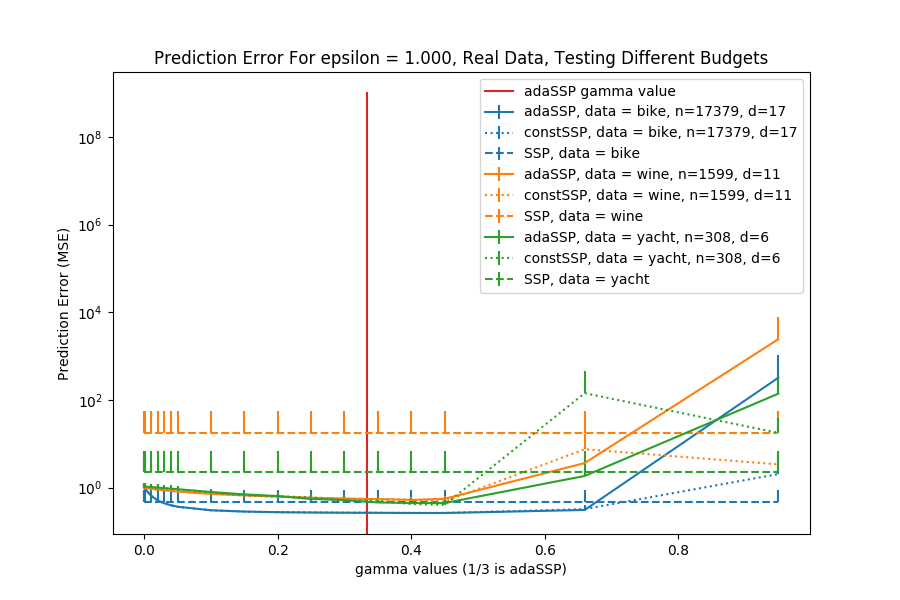 Prediction Error For epsilon = 1.000, Real Data, Testing Different Budgets
adaSSP gamma value
adaSSP, data = bike, n=17379, d=17
constSSP, data = bike, n=17379, d=17
SSP, data = bike
adaSSP, data = wine, n=1599, d=11
constSSP, data = wine, n=1599, d=11
SSP, data = wine
adaSSP, data = yacht, n=308, d=6
constSSP, data = yacht, n=308, d=6
SSP, data = yacht
Prediction Error (MSE)
10^8
10^6
10^4
10^2
10^0
0.0 0.2 0.4 0.6 0.8
gamma values (1/3 is adaSSP)